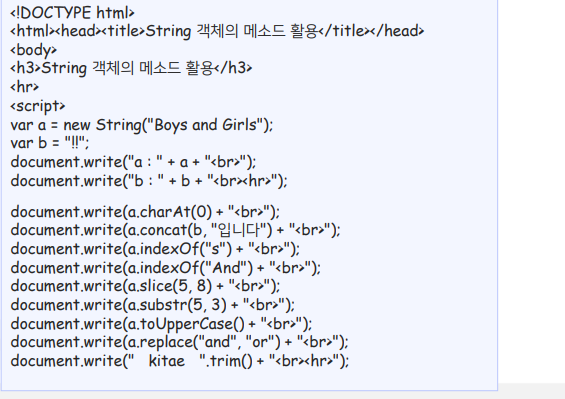 <!DOCTYPE html>
<html><head><title>String 객체의 메소드 활용</title></head>
<body>
<h3>String 객체의 메소드 활용</h3>
<hr>
<script>
var a = new String("Boys and Girls");
var b = "!!";
document.write("a : " + a + "<br>");
document.write("b : " + b + "<br><hr>");
document.write(a.charAt(0) + "<br>");
document.write(a.concat(b, "입니다") + "<br>");
document.write(a.indexOf("s") + "<br>");
document.write(a.indexOf("And") + "<br>");
document.write(a.slice(5, 8) + "<br>");
document.write(a.substr(5, 3) + "<br>");
document.write(a.toUpperCase() + "<br>");
document.write(a.replace("and", "or") + "<br>");
document.write("   kitae   ".trim() + "<br><hr>");